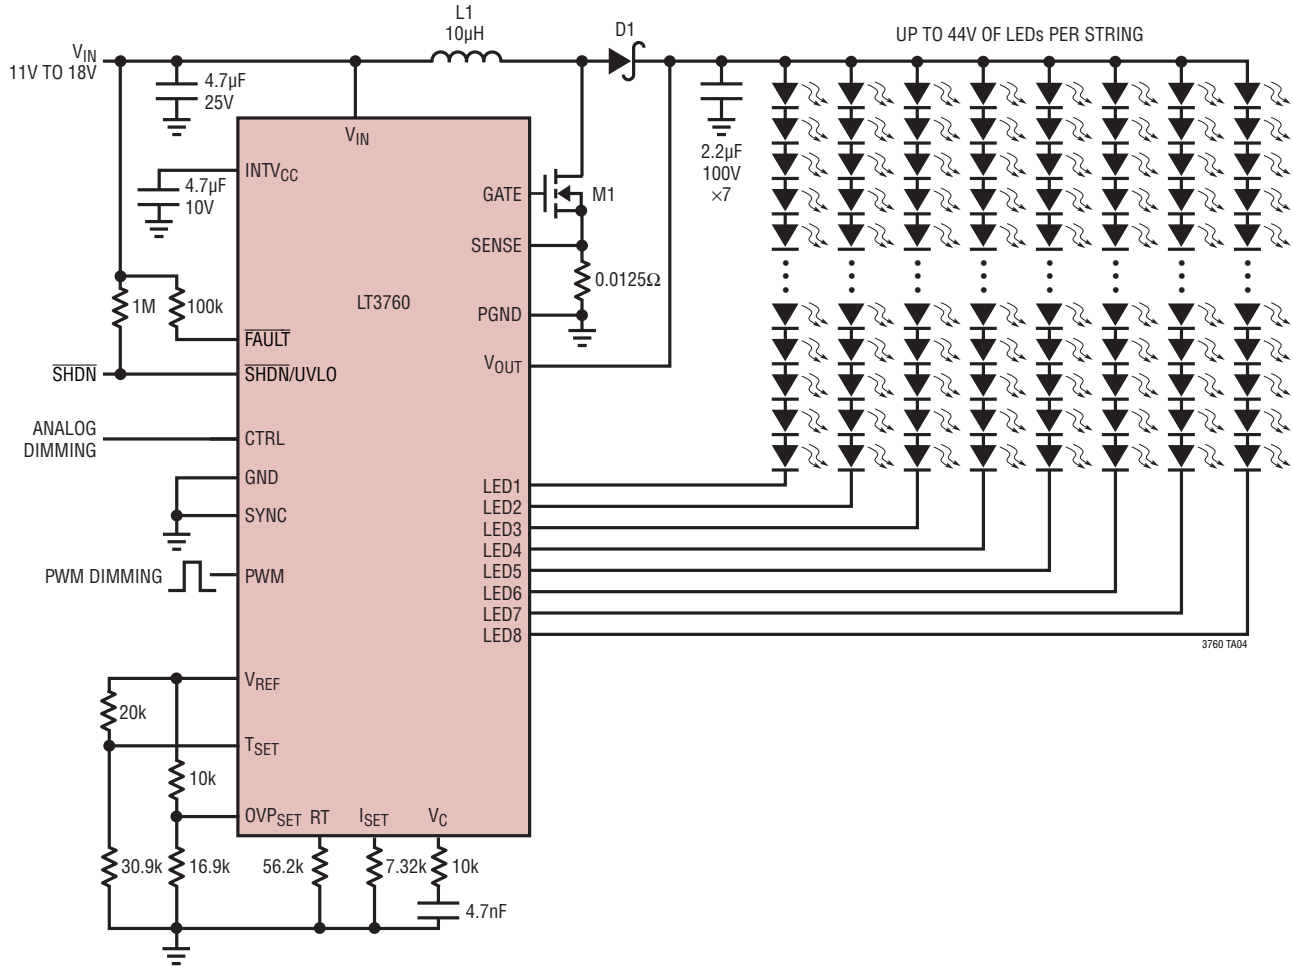 L1
10µH
D1
UP TO 44V OF LEDs PER STRING
VIN
11V TO 18V
4.7µF
25V
VIN
2.2µF
100V
×7
INTVCC
4.7µF
10V
GATE
M1
SENSE
0.0125Ω
1M
100k
LT3760
PGND
FAULT
VOUT
SHDN
SHDN/UVLO
ANALOG
DIMMING
CTRL
GND
SYNC
LED1
LED2
LED3
LED4
LED5
LED6
LED7
LED8
PWM DIMMING
PWM
3760 TA04
VREF
20k
TSET
10k
OVPSET
RT
ISET
VC
30.9k
16.9k
56.2k
7.32k
10k
4.7nF